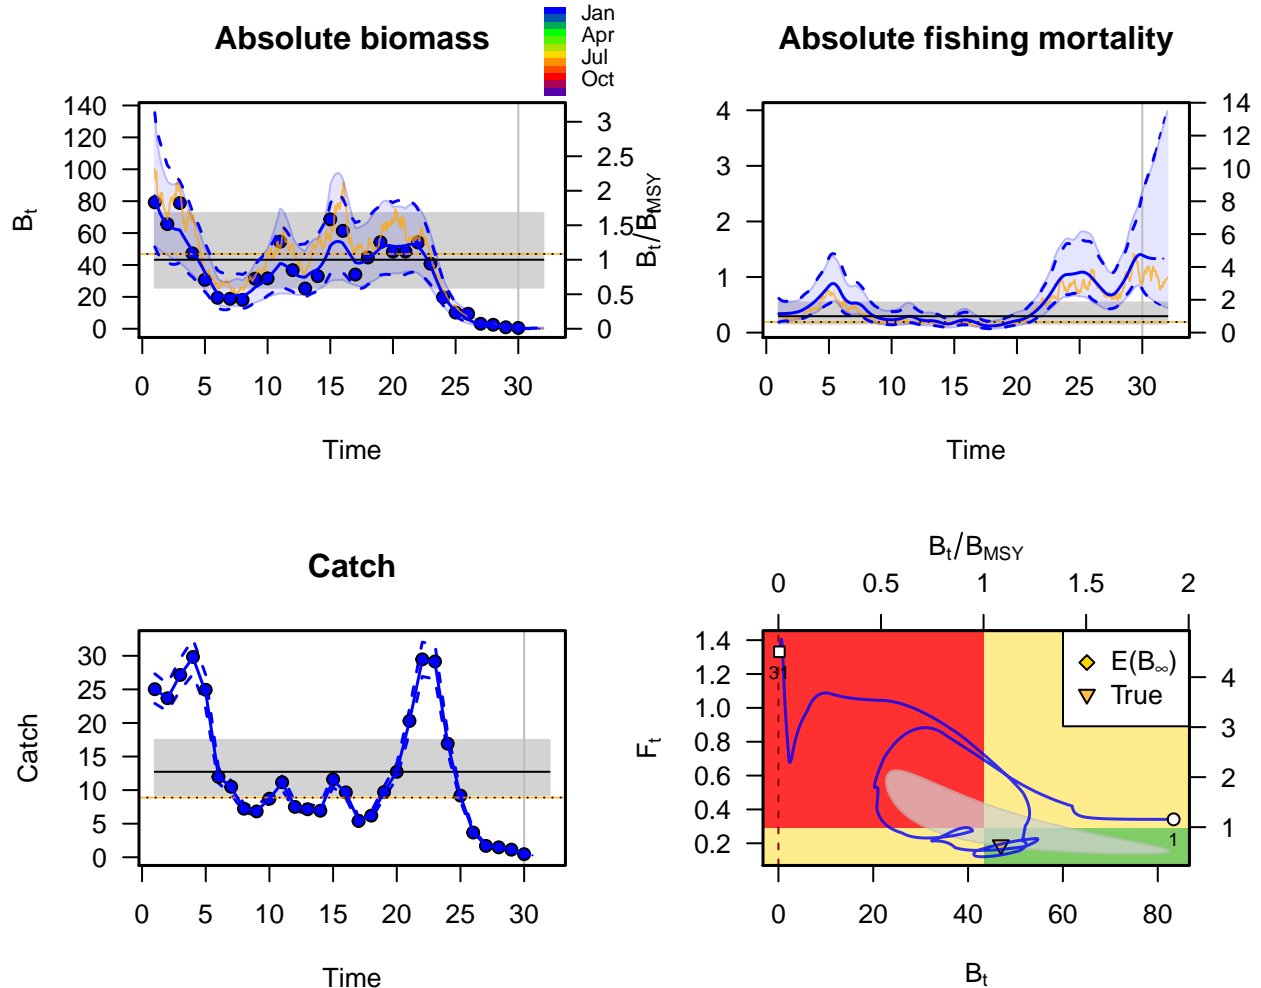 Absolute biomass
Jan
Apr
Jul
Oct
140
120
100
80
60
40
20
0
3
2.5
2
1.5
1
0.5
0
B_t
B_t/B_MSY
0 5 10 15 20 25 30
Time
Absolute fishing mortality
4
3
2
1
0
14
12
10
8
6
4
2
0
0 5 10 15 20 25 30
Time
Catch
30
25
20
15
10
5
0
Catch
0 5 10 15 20 25 30
Time
B_t/B_MSY
0 0.5 1 1.5 2
1.4
1.2
1.0
0.8
0.6
0.4
0.2
F_t
4
3
2
1
E(B_∞)
True
31
1
0 20 40 60 80
B_t